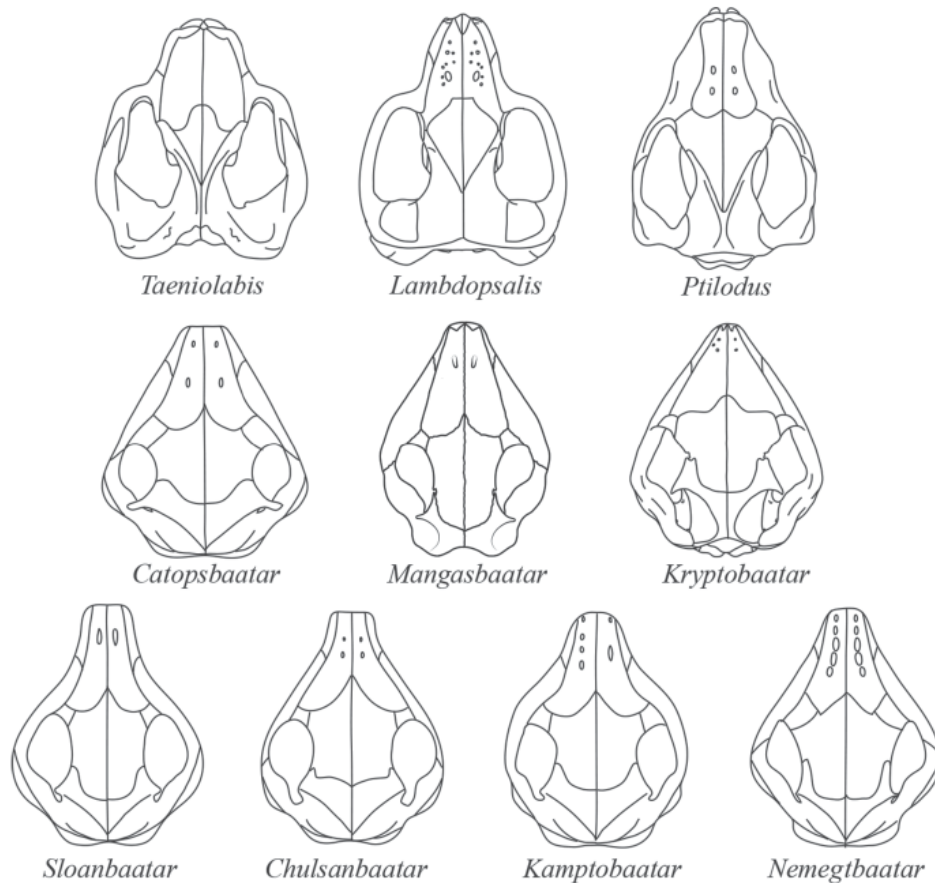 Taeniolabis Lambdopsalis Ptilodus
Catopsbaatar Mangasbaatar Kryptobaatar
Sloanbaatar Chulsanbaatar Kamptobaatar Nemegtbaatar